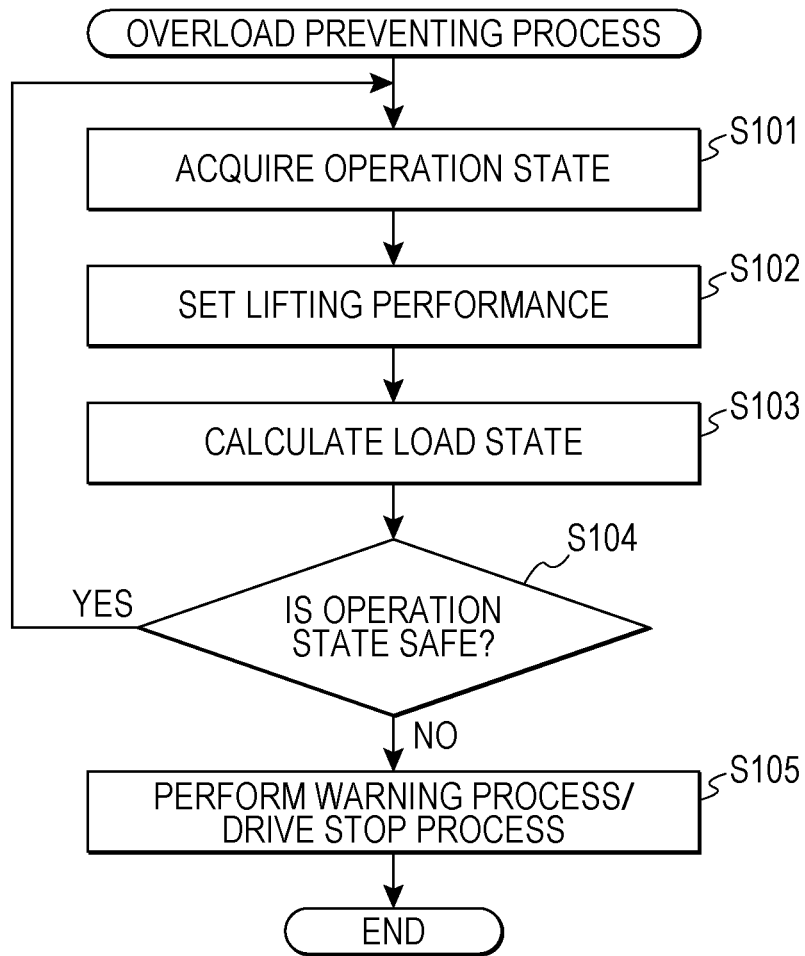 OVERLOAD PREVENTING PROCESS
S101
ACQUIRE OPERATION STATE
S102
SET LIFTING PERFORMANCE
S103
CALCULATE LOAD STATE
S104
IS OPERATION
STATE SAFE?
YES
NO
S105
PERFORM WARNING PROCESS/
DRIVE STOP PROCESS
END